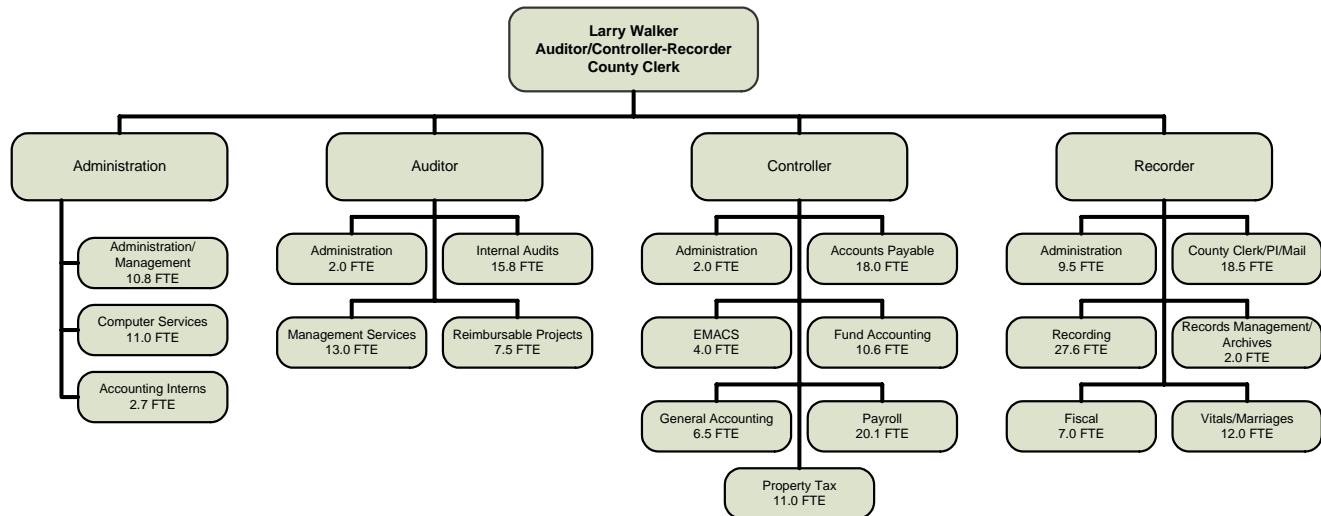 Larry Walker
Auditor/Controller-Recorder
County Clerk
Administration
Auditor
Controller
Recorder
Administration/
Management
10.8 FTE
Computer Services
11.0 FTE
Accounting Interns
2.7 FTE
Administration
2.0 FTE
Internal Audits
15.8 FTE
Management Services
13.0 FTE
Reimbursable Projects
7.5 FTE
Administration
2.0 FTE
Accounts Payable
18.0 FTE
EMACS
4.0 FTE
Fund Accounting
10.6 FTE
General Accounting
6.5 FTE
Payroll
20.1 FTE
Property Tax
11.0 FTE
Administration
9.5 FTE
County Clerk/PI/Mail
18.5 FTE
Recording
27.6 FTE
Records Management/
Archives
2.0 FTE
Fiscal
7.0 FTE
Vitals/Marriages
12.0 FTE